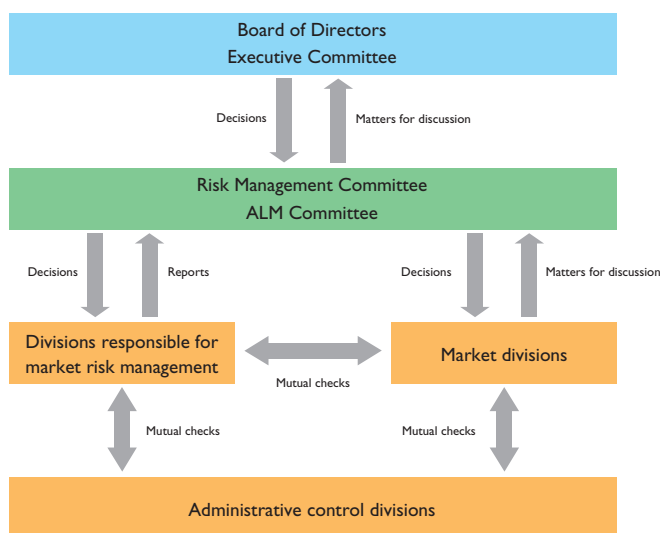 Board of Directors
Executive Committee
Decisions
Matters for discussion
Risk Management Committee
ALM Committee
Decisions
Reports
Decisions
Matters for discussion
Divisions responsible for
market risk management
Mutual checks
Market divisions
Mutual checks
Mutual checks
Administrative control divisions